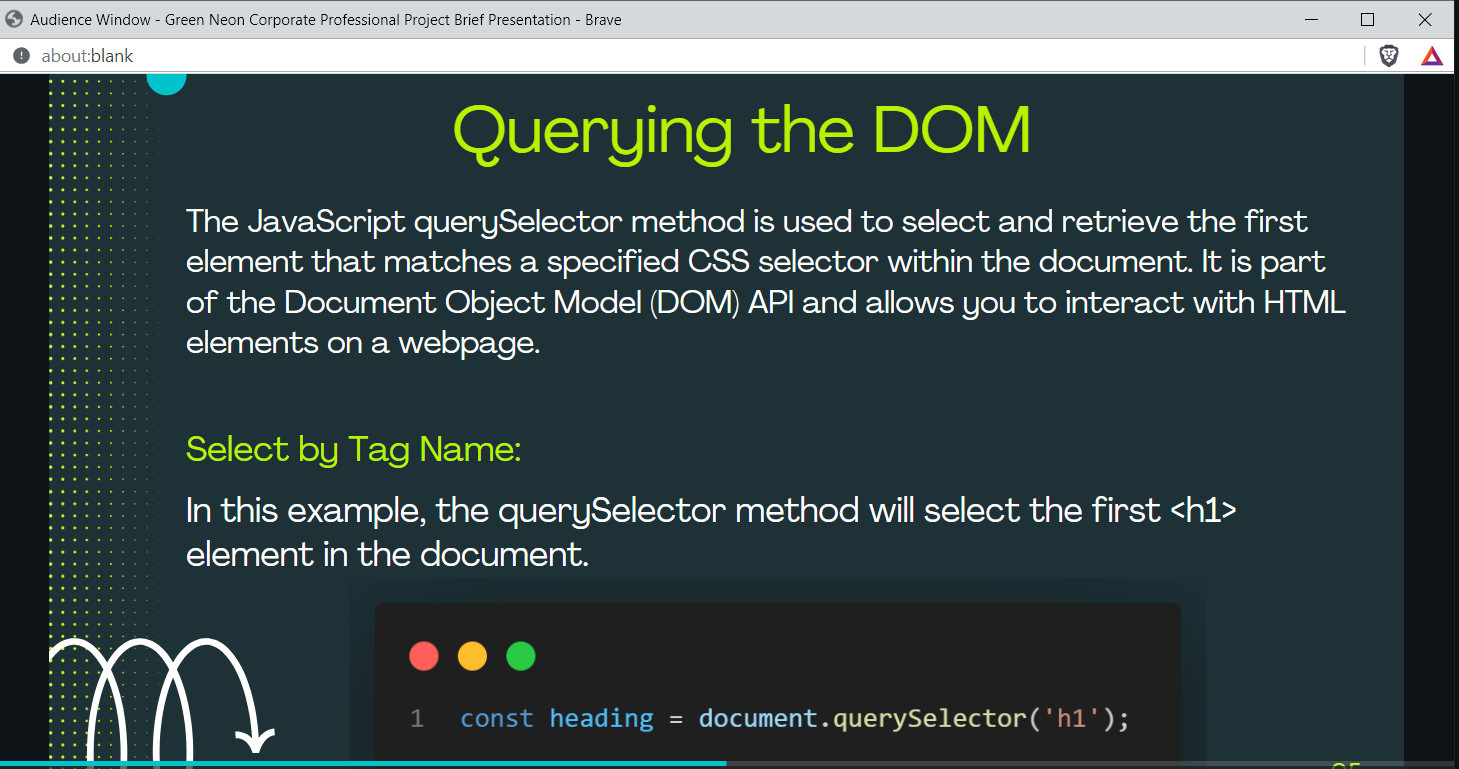 Audience Window - Green Neon Corporate Professional Project Brief Presentation - Brave
about:blank
Querying the DOM
The JavaScript querySelector method is used to select and retrieve the first
element that matches a specified CSS selector within the document. It is part
of the Document Object Model (DOM) API and allows you to interact with HTML
elements on a webpage.
Select by Tag Name:
In this example, the querySelector method will select the first <h1>
element in the document.
1 const heading = document.querySelector('h1');